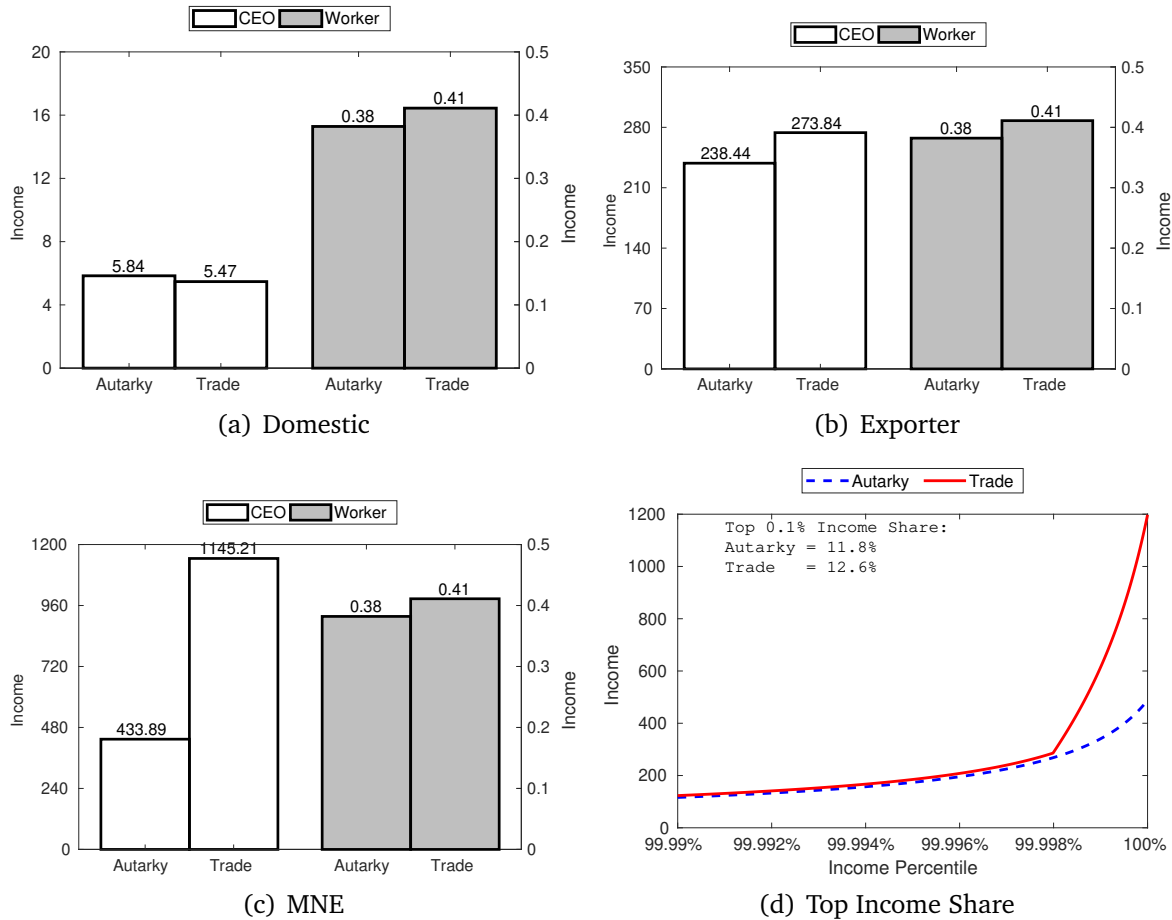 CEO Worker
20
16
12
8
4
0
Income
0.5
0.4
0.3
0.2
0.1
0
Income
5.84
5.47
0.38
0.41
Autarky Trade Autarky Trade
(a) Domestic
CEO Worker
350
280
210
140
70
0
Income
0.5
0.4
0.3
0.2
0.1
0
Income
238.44
273.84
0.38
0.41
Autarky Trade Autarky Trade
(b) Exporter
CEO Worker
1200
960
720
480
240
0
Income
0.5
0.4
0.3
0.2
0.1
0
Income
433.89
1145.21
0.38
0.41
Autarky Trade Autarky Trade
(c) MNE
Autarky Trade
1200
1000
800
600
400
200
0
Income
Top 0.1% Income Share:
Autarky = 11.8%
Trade = 12.6%
99.99% 99.992% 99.994% 99.996% 99.998% 100%
Income Percentile
(d) Top Income Share